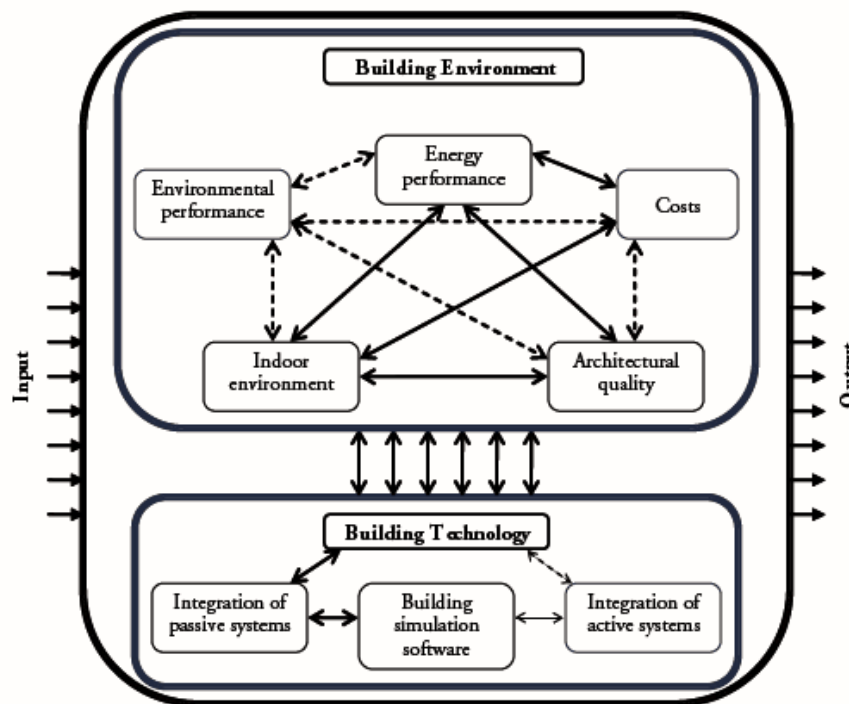 Building Environment
Energy
performance
Environmental
performance
Costs
Indoor
environment
Architectural
quality
Input
Output
Building Technology
Integration of
passive systems
Building
simulation
software
Integration of
active systems